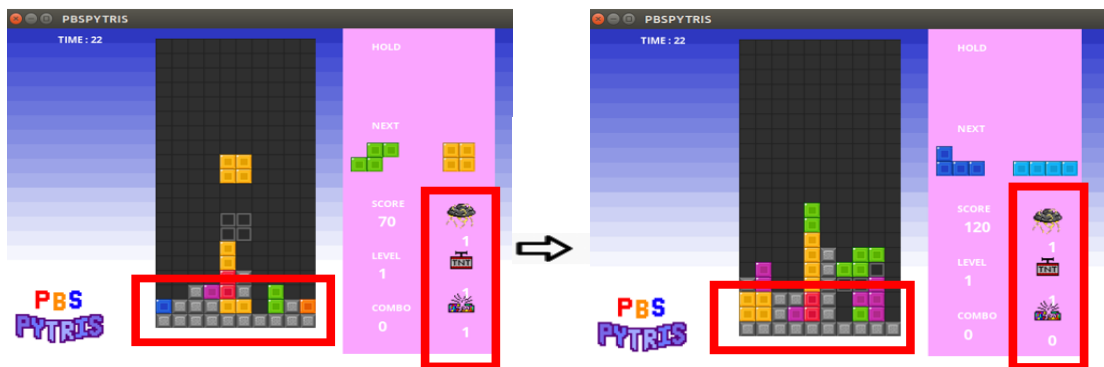 PBSPYTRIS
TIME : 22
HOLD
NEXT
SCORE
70
1
LEVEL
1
TNT
1
COMBO
0
1
PBS
PYTRIS
PBSPYTRIS
TIME : 22
HOLD
NEXT
SCORE
120
1
LEVEL
1
TNT
1
COMBO
0
0
PBS
PYTRIS